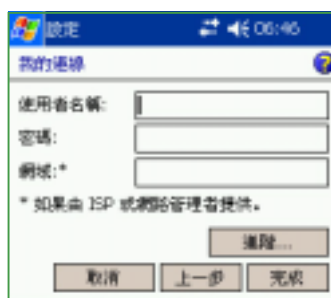 設定 06:46
我的連線
使用者名稱:
密碼:
網域:*
* 如果由 ISP 或網路管理者提供。
進階...
取消 上一步 完成